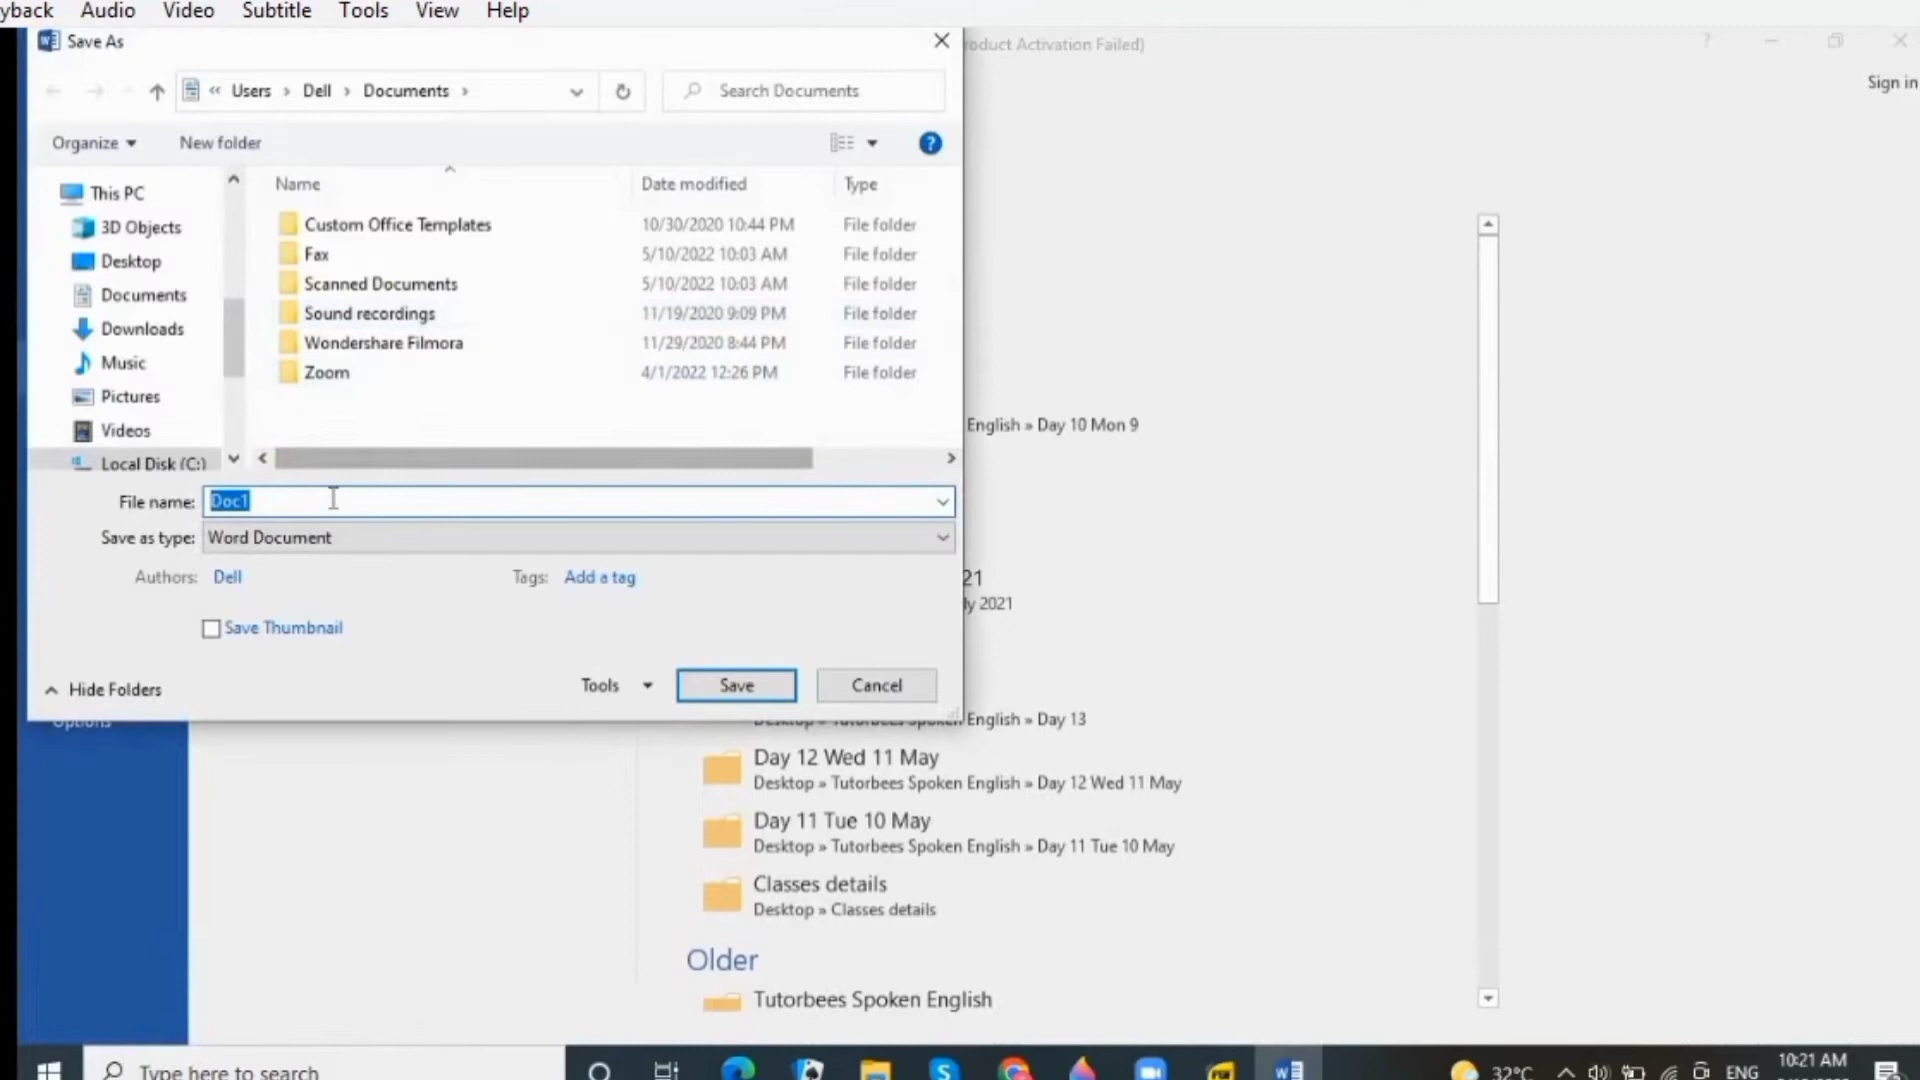 yback Audio Video Subtitle Tools View Help
Save As
oduct Activation Failed)
Sign in
« Users › Dell › Documents ›
Search Documents
Organize
New folder
Name Date modified Type
This PC
3D Objects
Desktop
Documents
Downloads
Music
Pictures
Videos
Local Disk (C:)
Custom Office Templates 10/30/2020 10:44 PM File folder
Fax 5/10/2022 10:03 AM File folder
Scanned Documents 5/10/2022 10:03 AM File folder
Sound recordings 11/19/2020 9:09 PM File folder
Wondershare Filmora 11/29/2020 8:44 PM File folder
Zoom 4/1/2022 12:26 PM File folder
English » Day 10 Mon 9
File name: Doc1
Save as type: Word Document
Authors: Dell Tags: Add a tag
21
ly 2021
Save Thumbnail
Hide Folders
Tools Save Cancel
Options
Desktop » Tutorbees Spoken English » Day 13
Day 12 Wed 11 May
Desktop » Tutorbees Spoken English » Day 12 Wed 11 May
Day 11 Tue 10 May
Desktop » Tutorbees Spoken English » Day 11 Tue 10 May
Classes details
Desktop » Classes details
Older
Tutorbees Spoken English
Type here to search
32°C ENG 10:21 AM